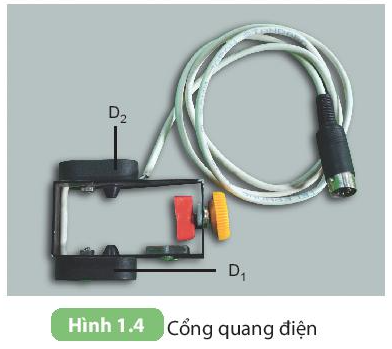 D2
D1
Hình 1.4 Cổng quang điện